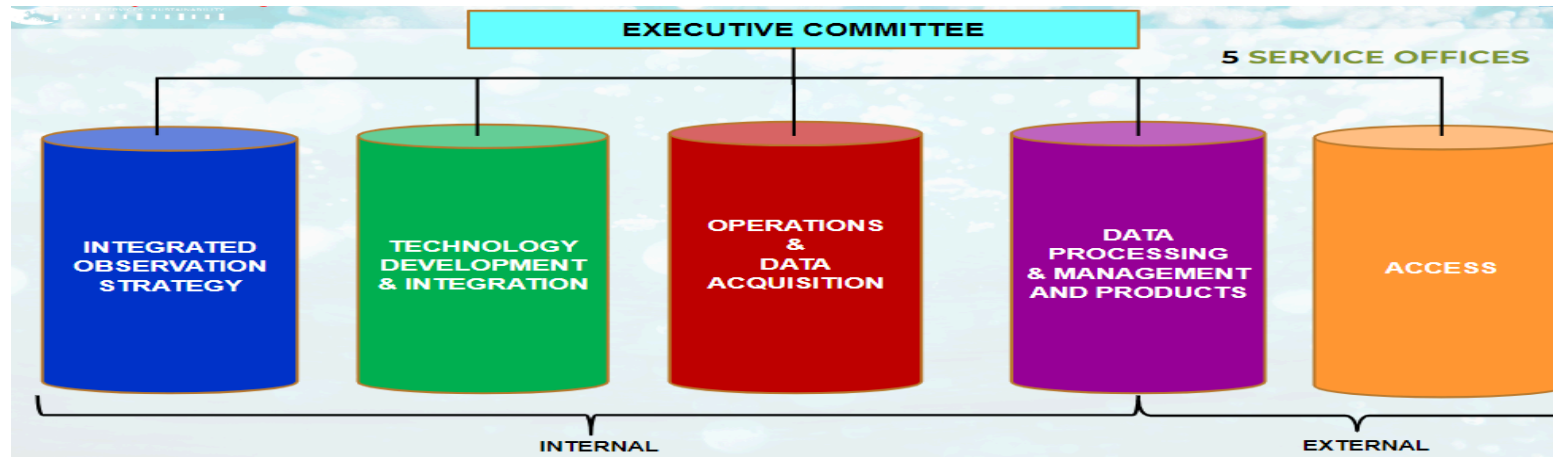 EXECUTIVE COMMITTEE
5 SERVICE OFFICES
INTEGRATED
OBSERVATION
STRATEGY
TECHNOLOGY
DEVELOPMENT
& INTEGRATION
OPERATIONS
&
DATA
ACQUISITION
DATA
PROCESSING
& MANAGEMENT
AND PRODUCTS
ACCESS
INTERNAL
EXTERNAL